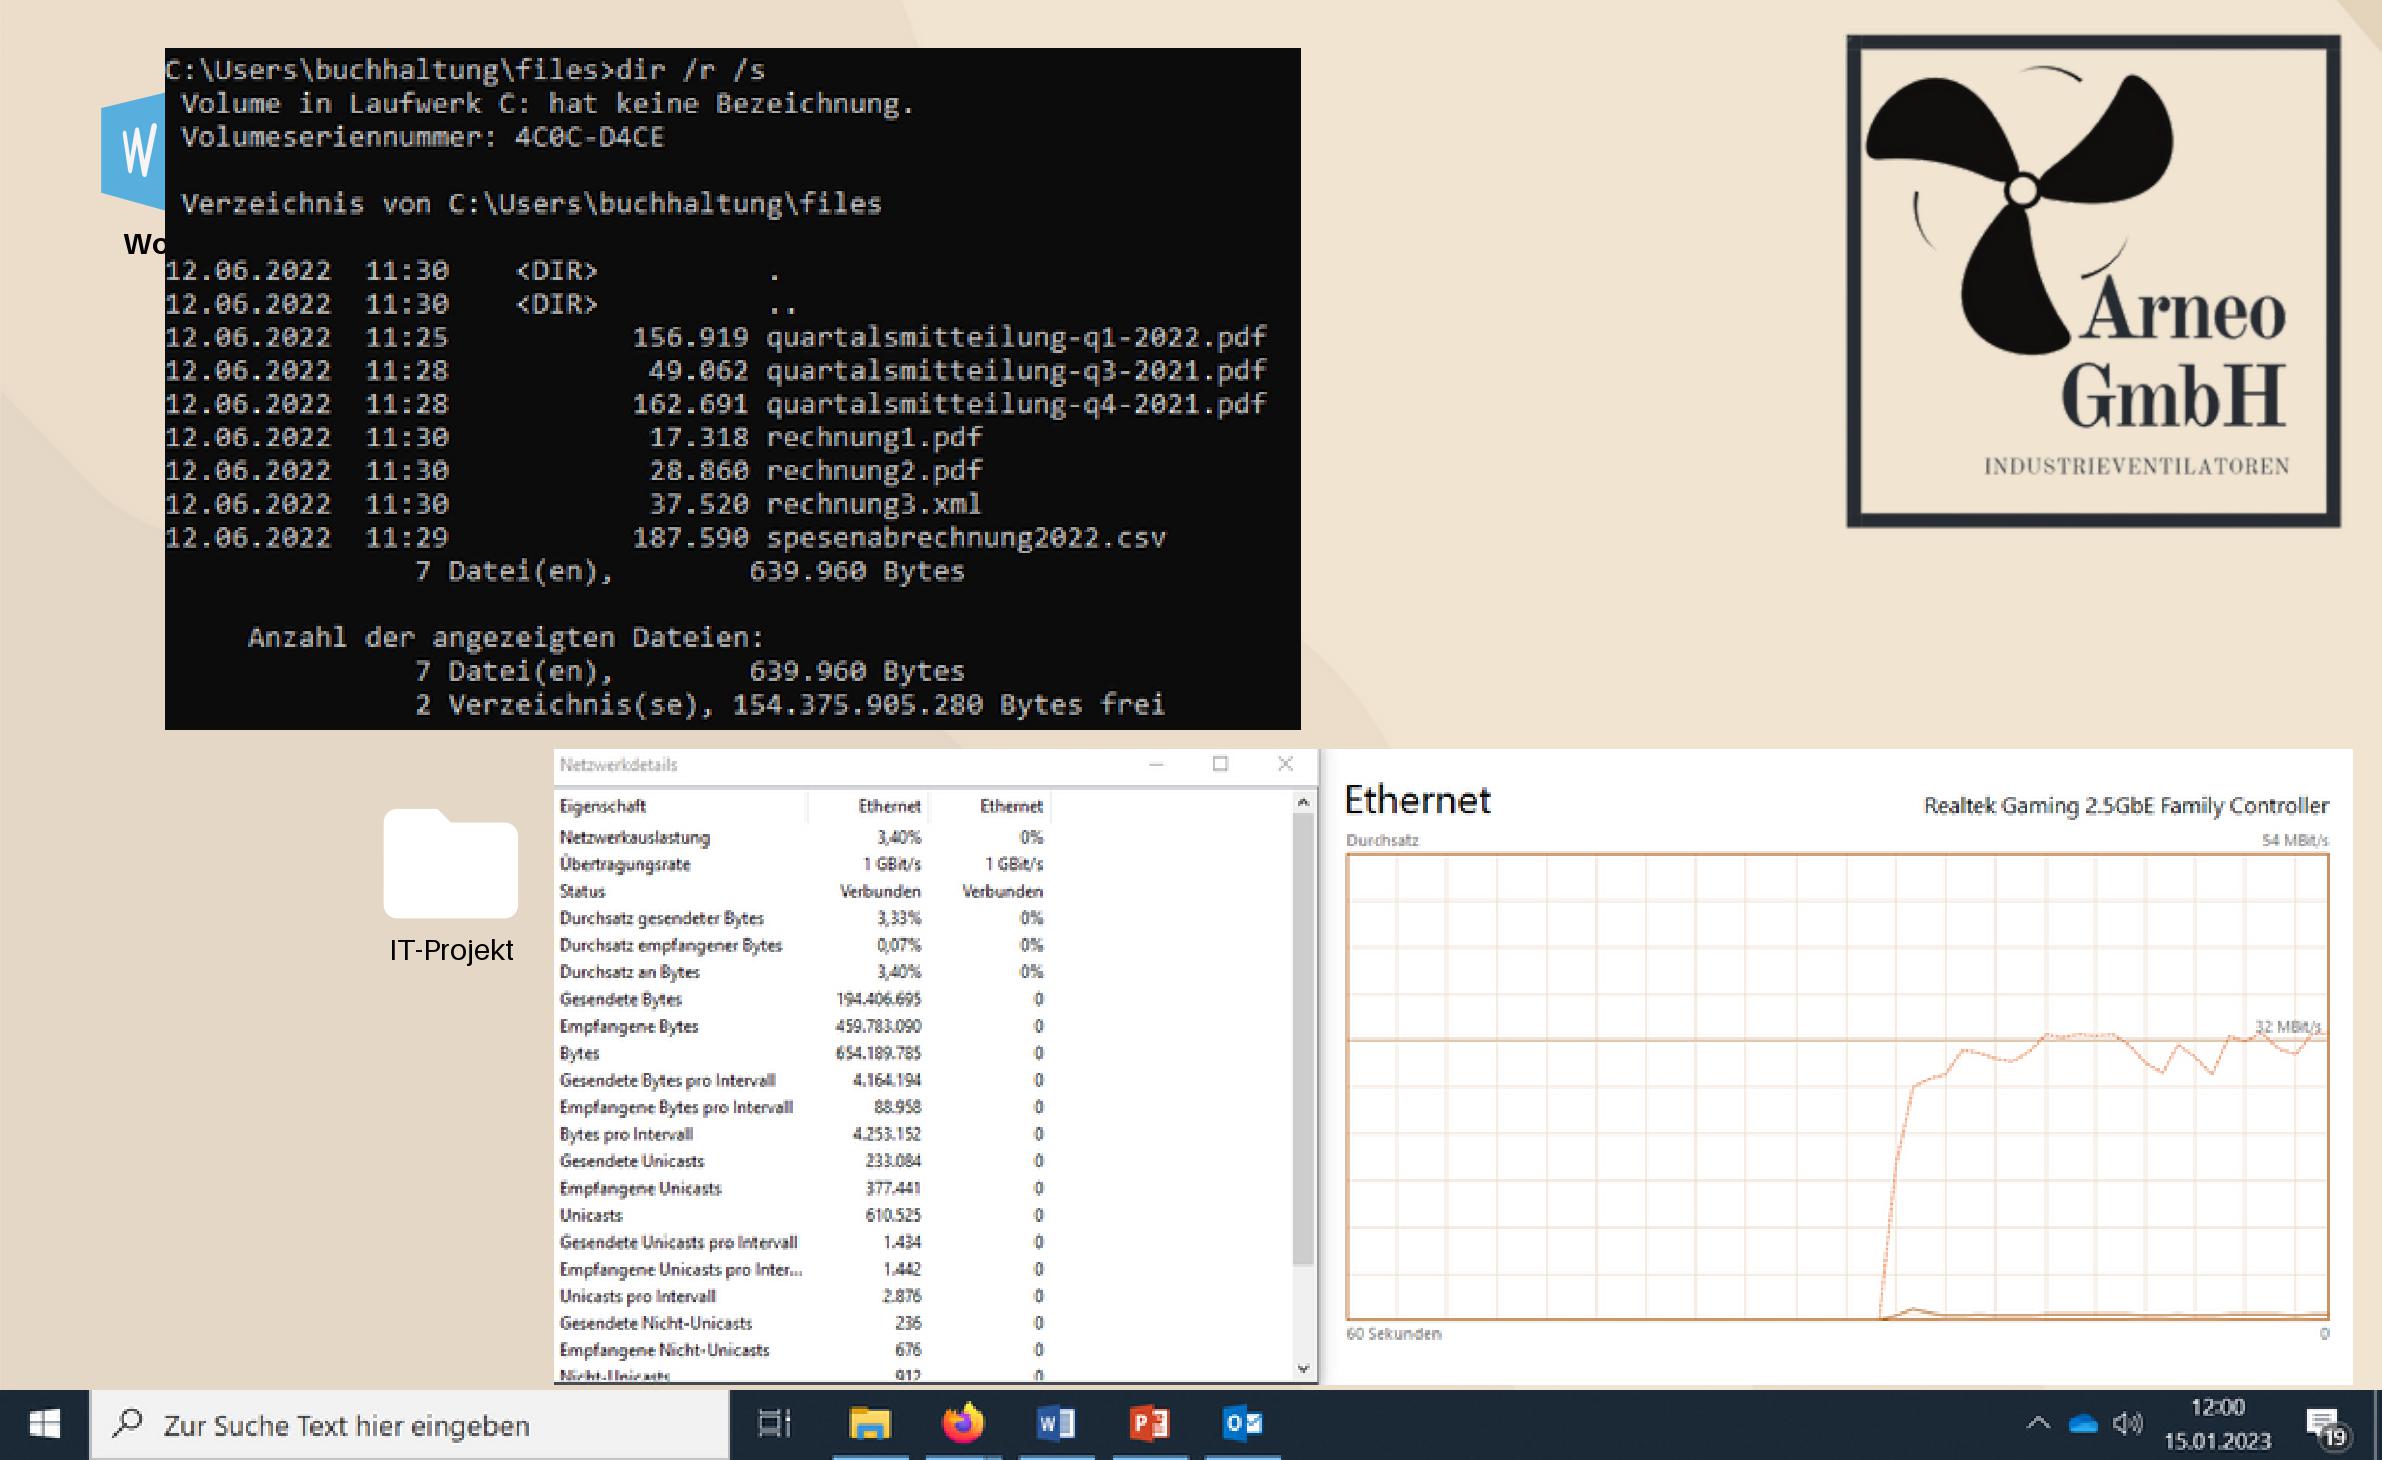 C:\Users\buchhaltung\files>dir /r /s
Volume in Laufwerk C: hat keine Bezeichnung.
Volumeseriennummer: 4C0C-D4CE
Verzeichnis von C:\Users\buchhaltung\files
12.06.2022 11:30 <DIR> .
12.06.2022 11:30 <DIR> ..
12.06.2022 11:25 156.919 quartalsmitteilung-q1-2022.pdf
12.06.2022 11:28 49.062 quartalsmitteilung-q3-2021.pdf
12.06.2022 11:28 162.691 quartalsmitteilung-q4-2021.pdf
12.06.2022 11:30 17.318 rechnung1.pdf
12.06.2022 11:30 28.860 rechnung2.pdf
12.06.2022 11:30 37.520 rechnung3.xml
12.06.2022 11:29 187.590 spesenabrechnung2022.csv
7 Datei(en), 639.960 Bytes
Anzahl der angezeigten Dateien:
7 Datei(en), 639.960 Bytes
2 Verzeichnis(se), 154.375.905.280 Bytes frei
W
Wo
Arneo
GmbH
INDUSTRIEVENTILATOREN
IT-Projekt
Netzwerkdetails
Eigenschaft Ethernet Ethernet
Netzwerkauslastung 3,40% 0%
Übertragungsrate 1 GBit/s 1 GBit/s
Status Verbunden Verbunden
Durchsatz gesendeter Bytes 3,33% 0%
Durchsatz empfangener Bytes 0,07% 0%
Durchsatz an Bytes 3,40% 0%
Gesendete Bytes 194.406.695 0
Empfangene Bytes 459.783.090 0
Bytes 654.189.785 0
Gesendete Bytes pro Intervall 4.164.194 0
Empfangene Bytes pro Intervall 88.958 0
Bytes pro Intervall 4.253.152 0
Gesendete Unicasts 233.084 0
Empfangene Unicasts 377.441 0
Unicasts 610.525 0
Gesendete Unicasts pro Intervall 1.434 0
Empfangene Unicasts pro Inter... 1.442 0
Unicasts pro Intervall 2.876 0
Gesendete Nicht-Unicasts 236 0
Empfangene Nicht-Unicasts 676 0
Nicht-Unicasts 912 0
Ethernet
Realtek Gaming 2.5GbE Family Controller
Durchsatz 54 MBit/s
32 MBit/s
60 Sekunden 0
Zur Suche Text hier eingeben
W
P
O
12:00
15.01.2023
19